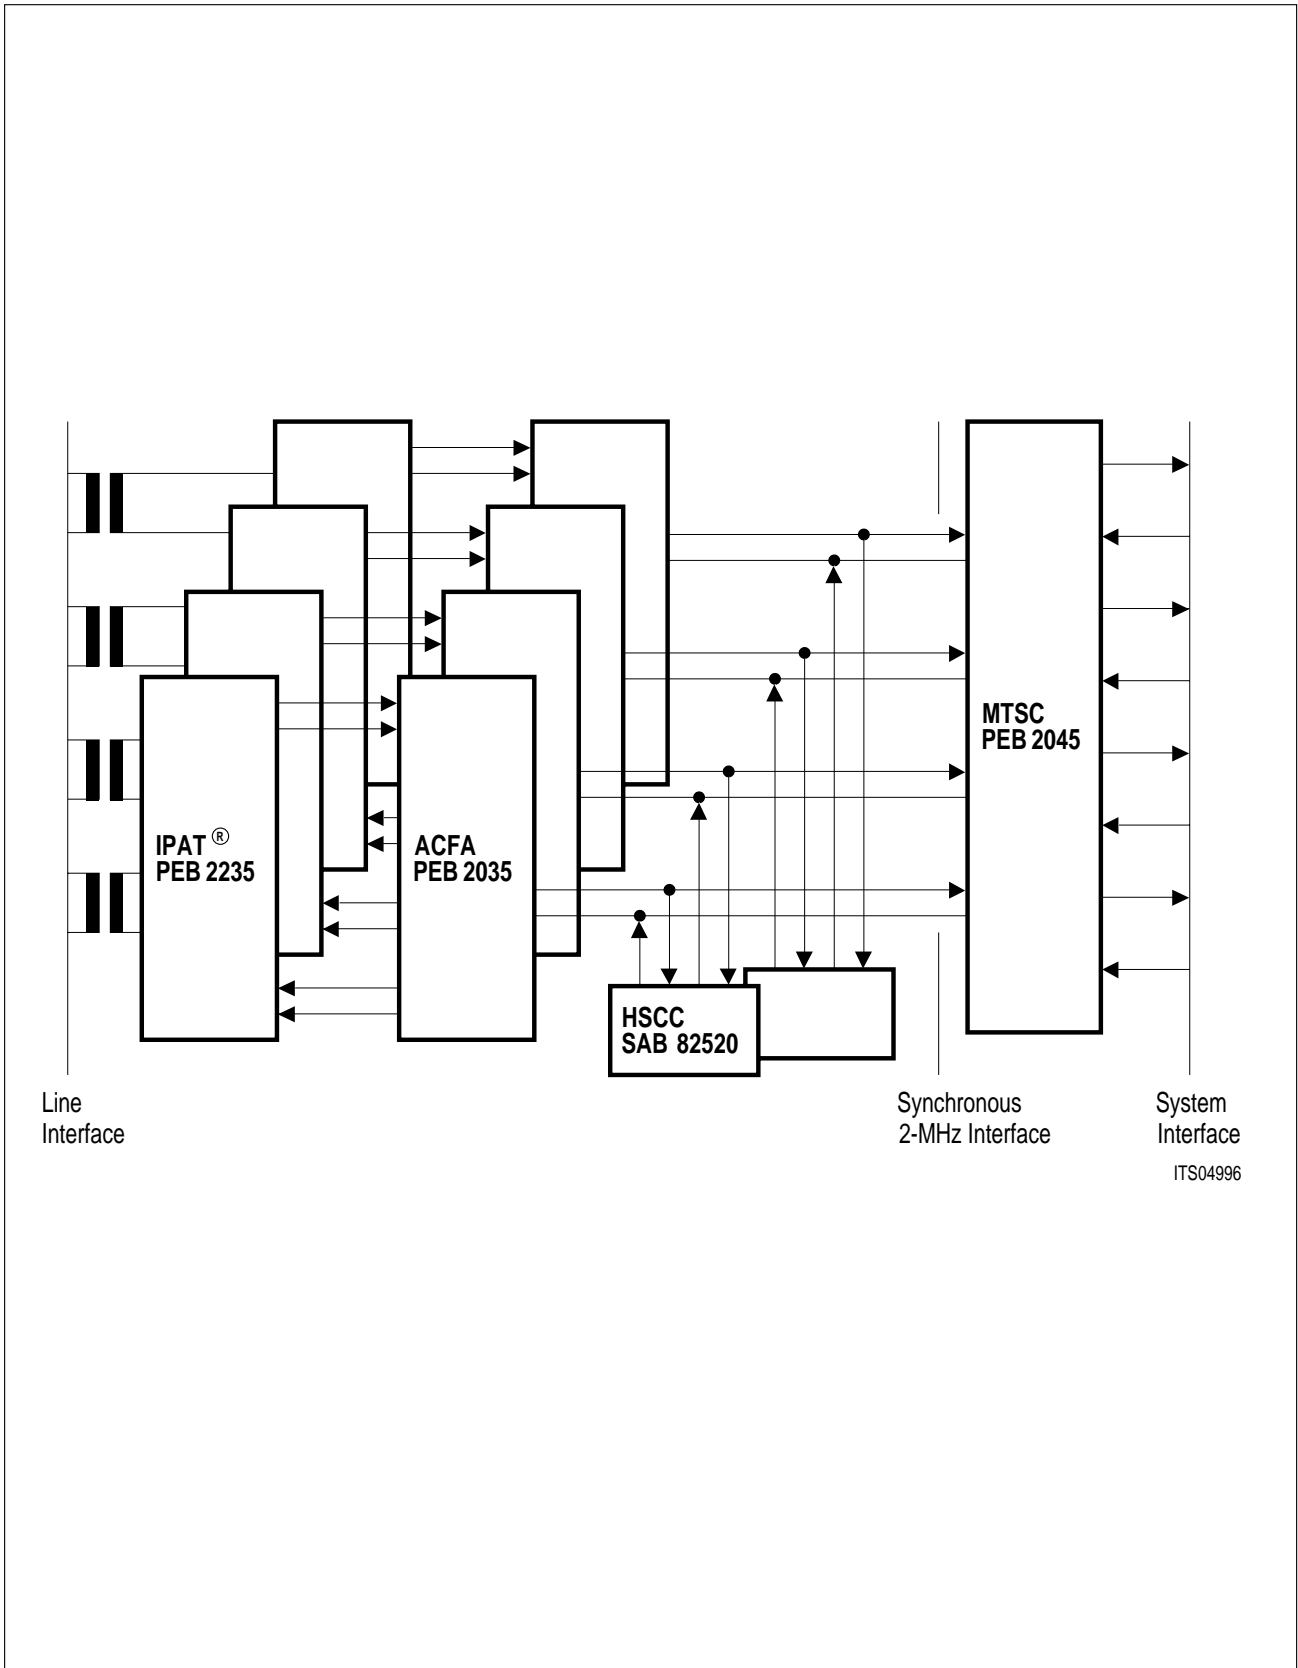 IPAT ®
PEB 2235
ACFA
PEB 2035
HSCC
SAB 82520
MTSC
PEB 2045
Line
Interface
Synchronous
2-MHz Interface
System
Interface
ITS04996